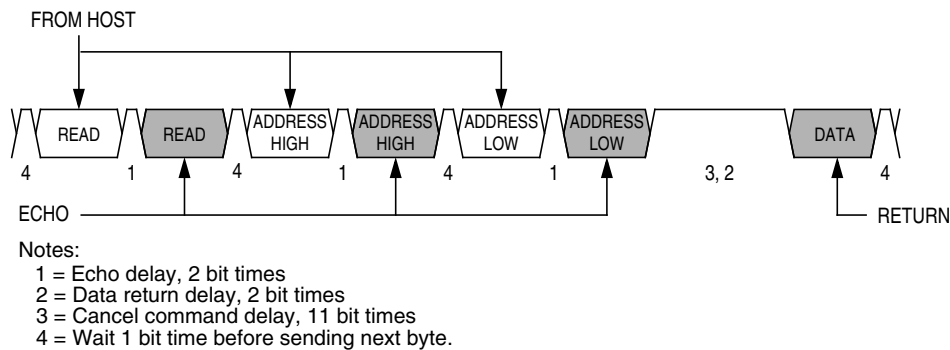 FROM HOST
READ READ ADDRESS HIGH ADDRESS HIGH ADDRESS LOW ADDRESS LOW DATA
4 1 4 1 4 1 3, 2 4
ECHO RETURN
Notes:
1 = Echo delay, 2 bit times
2 = Data return delay, 2 bit times
3 = Cancel command delay, 11 bit times
4 = Wait 1 bit time before sending next byte.